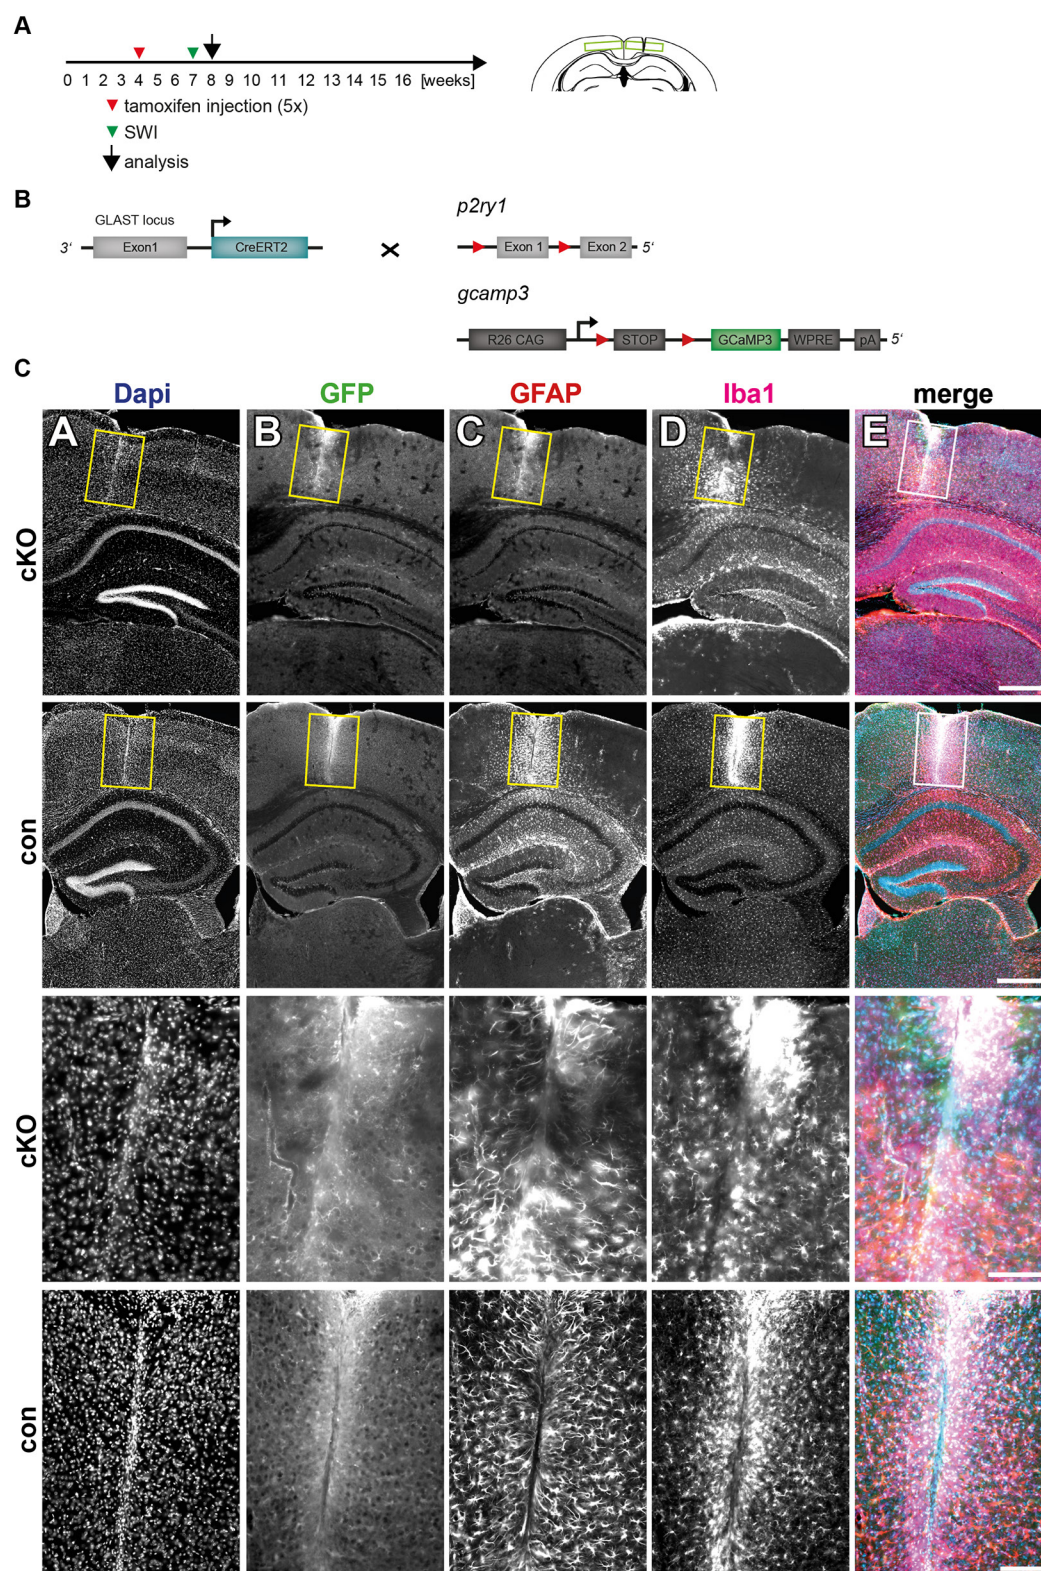 A
0 1 2 3 4 5 6 7 8 9 10 11 12 13 14 15 16 [weeks]
tamoxifen injection (5x)
SWI
analysis
B
GLAST locus
3‘ Exon1 CreERT2
p2ry1
Exon 1 Exon 2 5‘
gcamp3
R26 CAG STOP GCaMP3 WPRE pA 5‘
C
Dapi GFP GFAP Iba1 merge
A B C D E
cKO
con
cKO
con